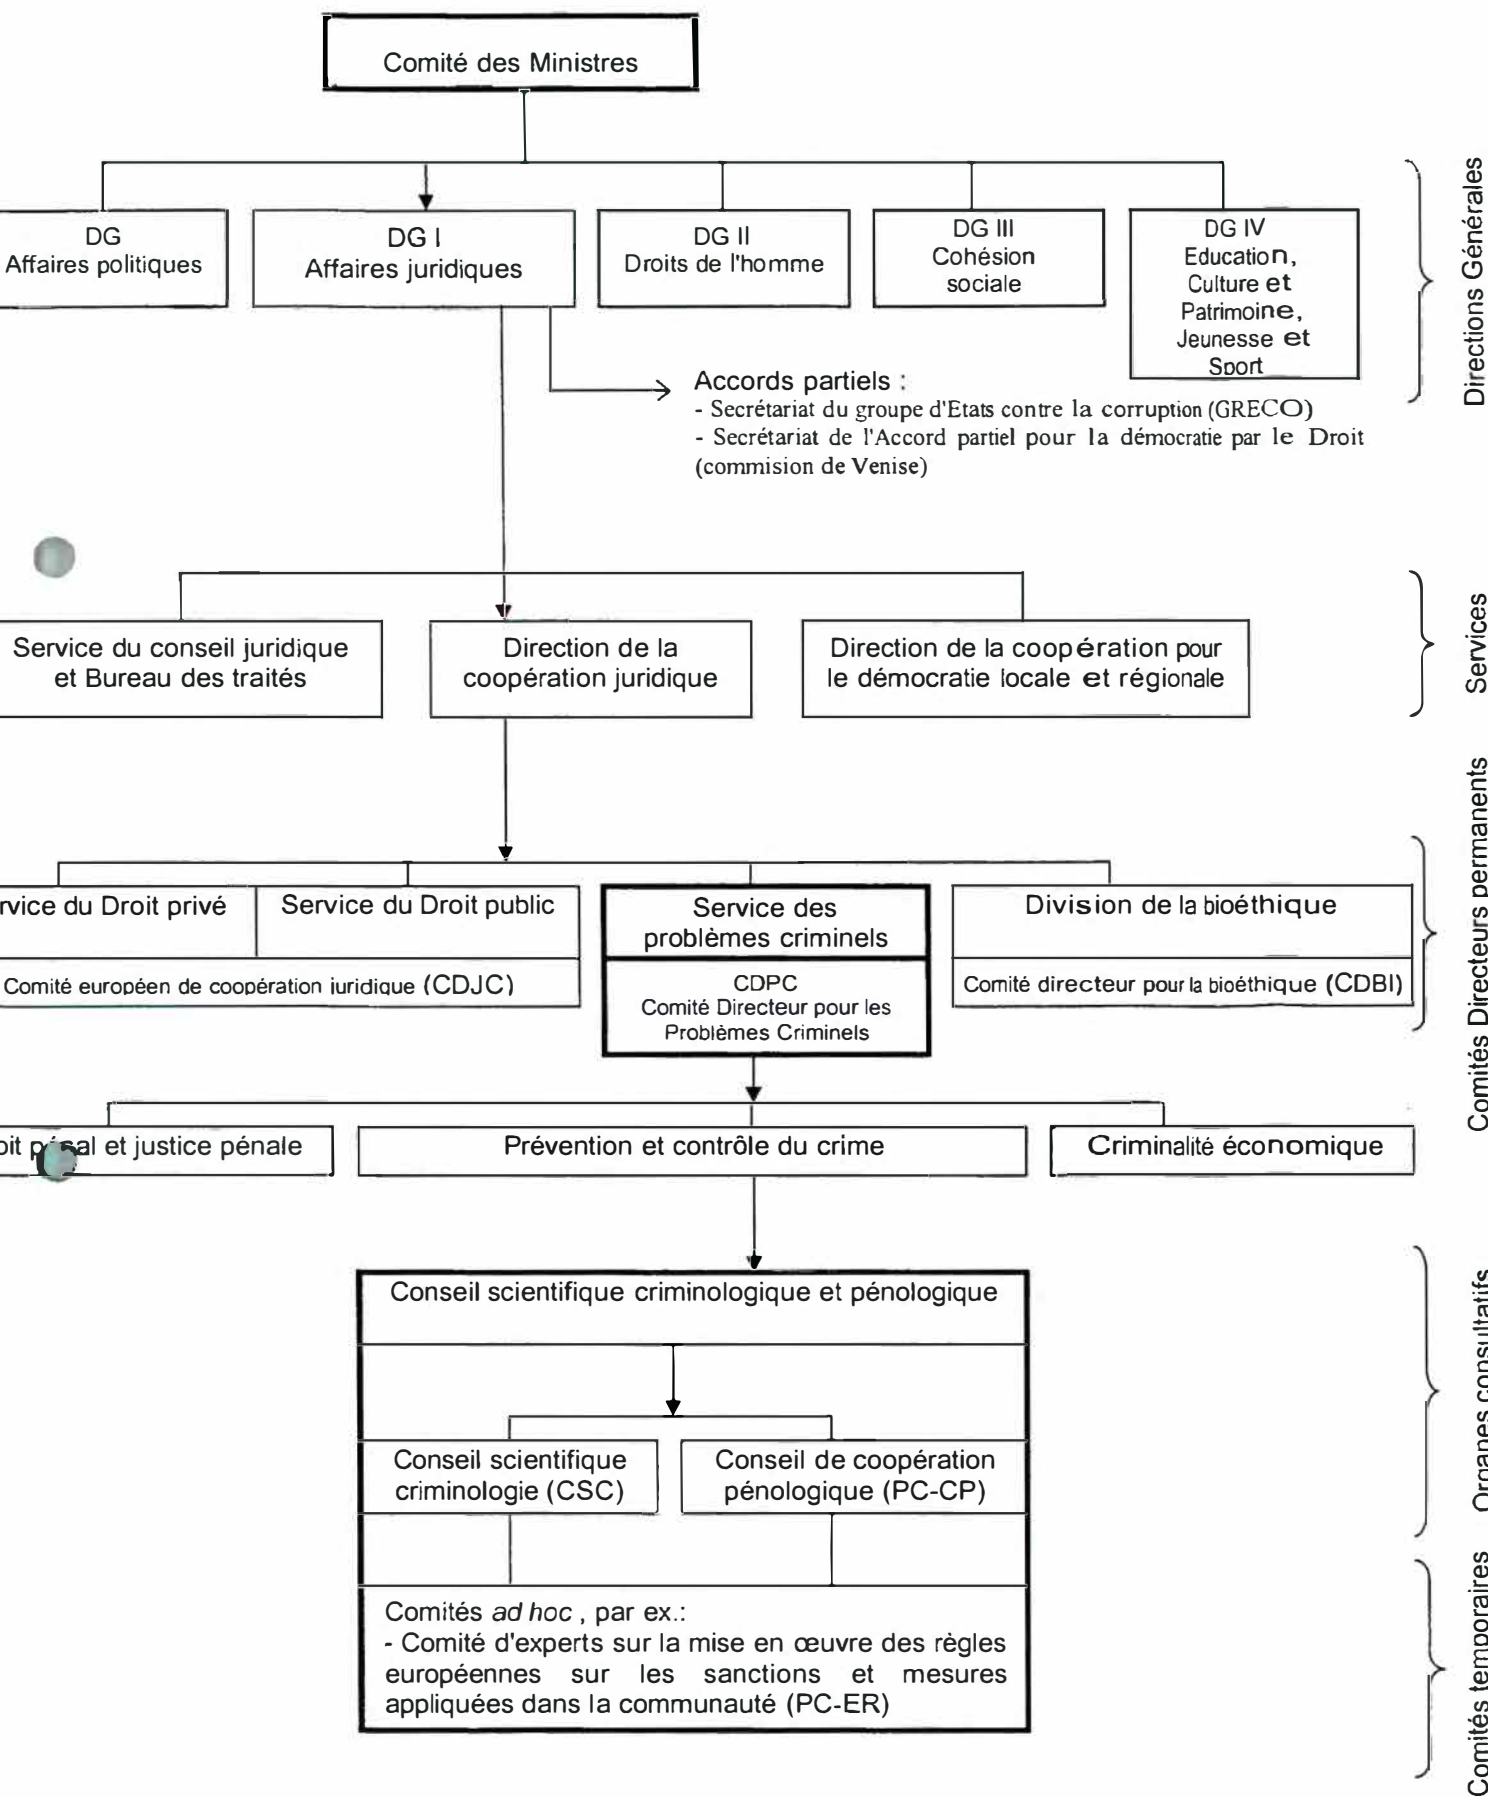 Comité des Ministres
DG
Affaires politiques
DG I
Affaires juridiques
DG II
Droits de l'homme
DG III
Cohésion
sociale
DG IV
Education,
Culture et
Patrimoine,
Jeunesse et
Sport
Directions Générales
Accords partiels :
- Secrétariat du groupe d'Etats contre la corruption (GRECO)
- Secrétariat de l'Accord partiel pour la démocratie par le Droit
(commision de Venise)
Service du conseil juridique
et Bureau des traités
Direction de la
coopération juridique
Direction de la coopération pour
le démocratie locale et régionale
Services
rvice du Droit privé
Service du Droit public
Comité européen de coopération juridique (CDJC)
Service des
problèmes criminels
CDPC
Comité Directeur pour les
Problèmes Criminels
Division de la bioéthique
Comité directeur pour la bioéthique (CDBI)
Comités Directeurs permanents
et justice pénale
Prévention et contrôle du crime
Criminalité économique
Conseil scientifique criminologique et pénologique
Conseil scientifique
criminologie (CSC)
Conseil de coopération
pénologique (PC-CP)
Organes consultatifs
Comités ad hoc , par ex.:
- Comité d'experts sur la mise en œuvre des règles
européennes sur les sanctions et mesures
appliquées dans la communauté (PC-ER)
Comités temporaires